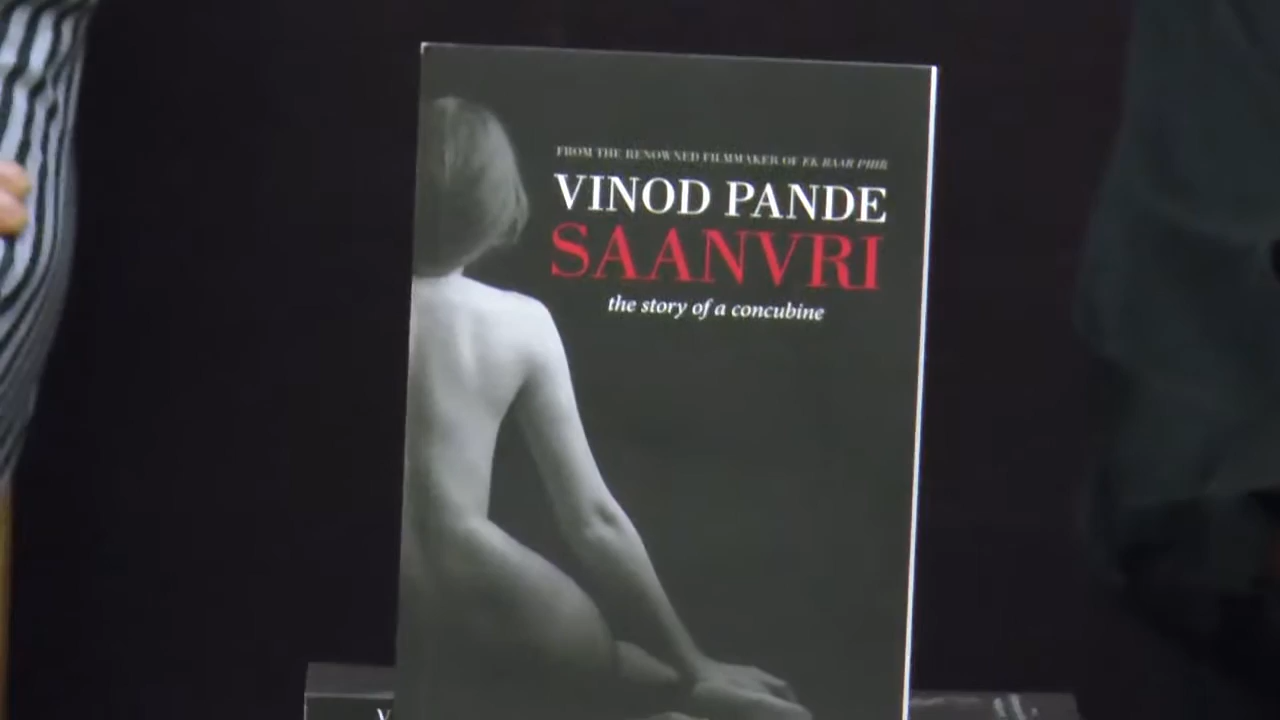 FROM THE RENOWNED FILMMAKER OF EK BAAR PHIR
VINOD PANDE
SAANVRI
the story of a concubine
V